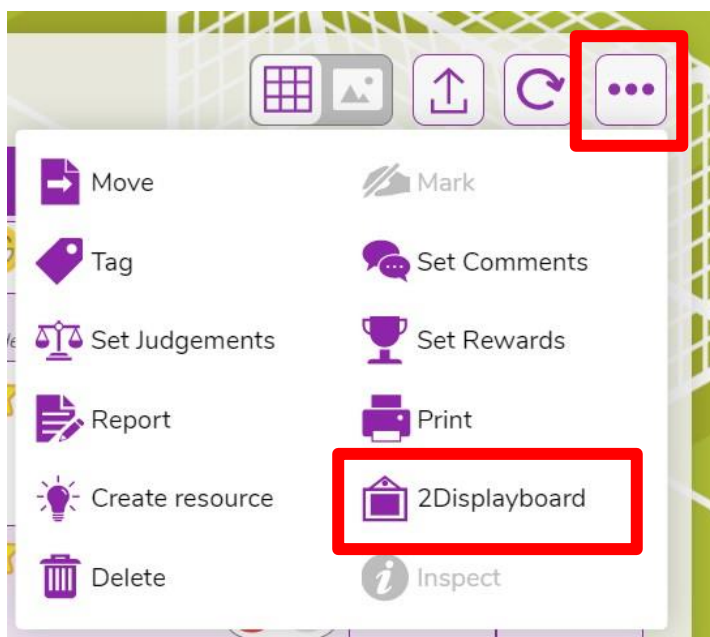 Move
Mark
Tag
Set Comments
Set Judgements
Set Rewards
Report
Print
Create resource
2Displayboard
Delete
Inspect